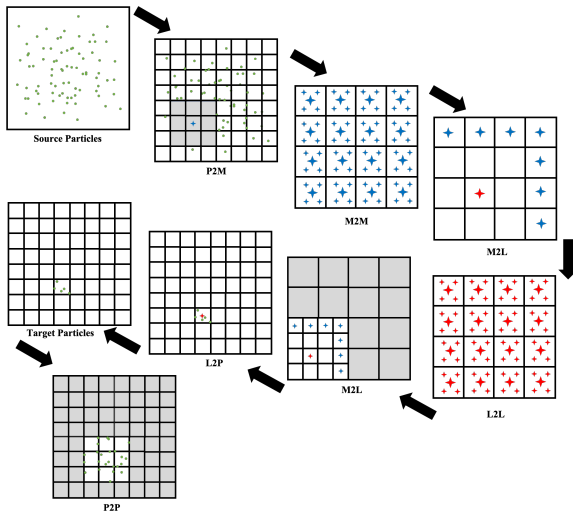 Source Particles
P2M
M2M
M2L
L2L
M2L
L2P
Target Particles
P2P